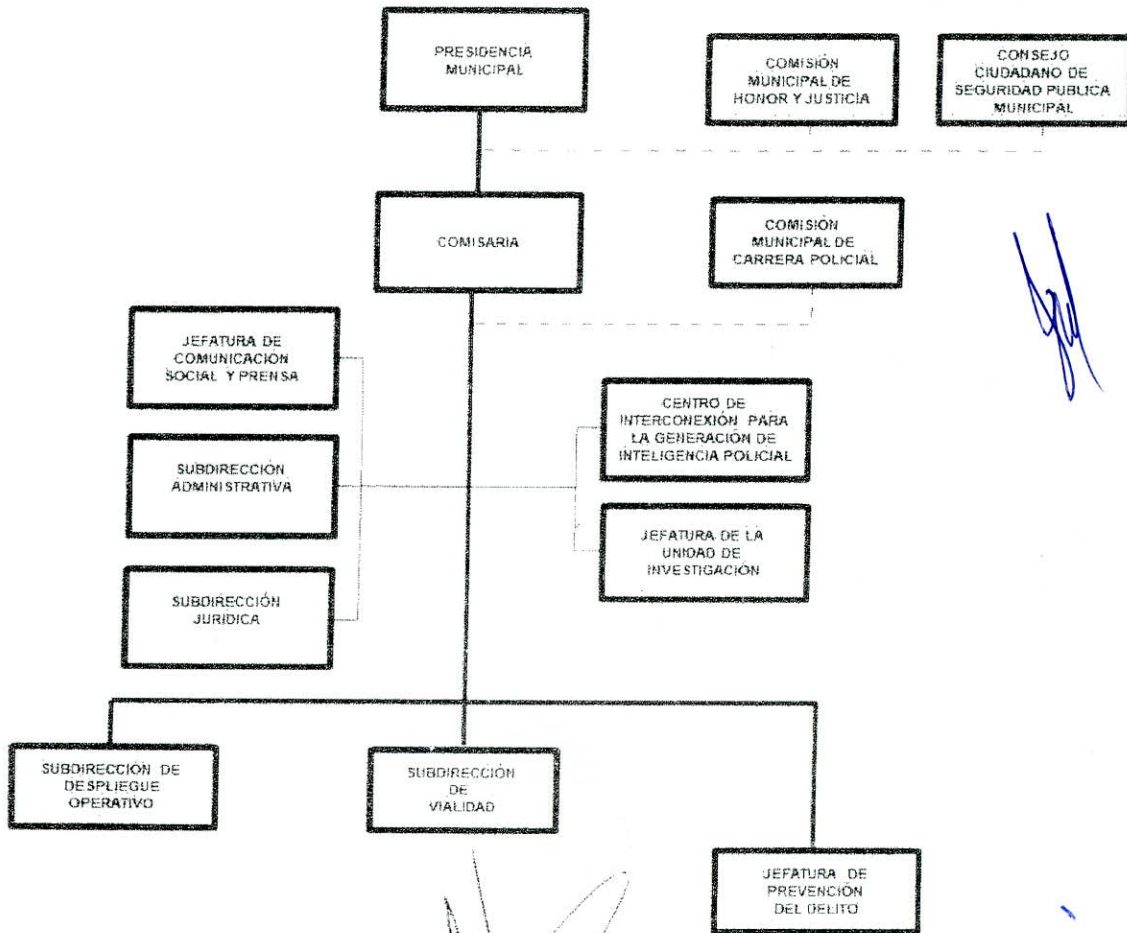 PRESIDENCIA
MUNICIPAL
COMISIÓN
MUNICIPAL DE
HONOR Y JUSTICIA
CONSEJO
CIUDADANO DE
SEGURIDAD PUBLICA
MUNICIPAL
COMISARIA
COMISIÓN
MUNICIPAL DE
CARRERA POLICIAL
JEFATURA DE
COMUNICACIÓN
SOCIAL Y PRENSA
CENTRO DE
INTERCONEXIÓN PARA
LA GENERACIÓN DE
INTELIGENCIA POLICIAL
SUBDIRECCIÓN
ADMINISTRATIVA
JEFATURA DE LA
UNIDAD DE
INVESTIGACIÓN
SUBDIRECCIÓN
JURÍDICA
SUBDIRECCIÓN DE
DESPLIEGUE
OPERATIVO
SUBDIRECCIÓN
DE
VIALIDAD
JEFATURA DE
PREVENCIÓN
DEL DELITO